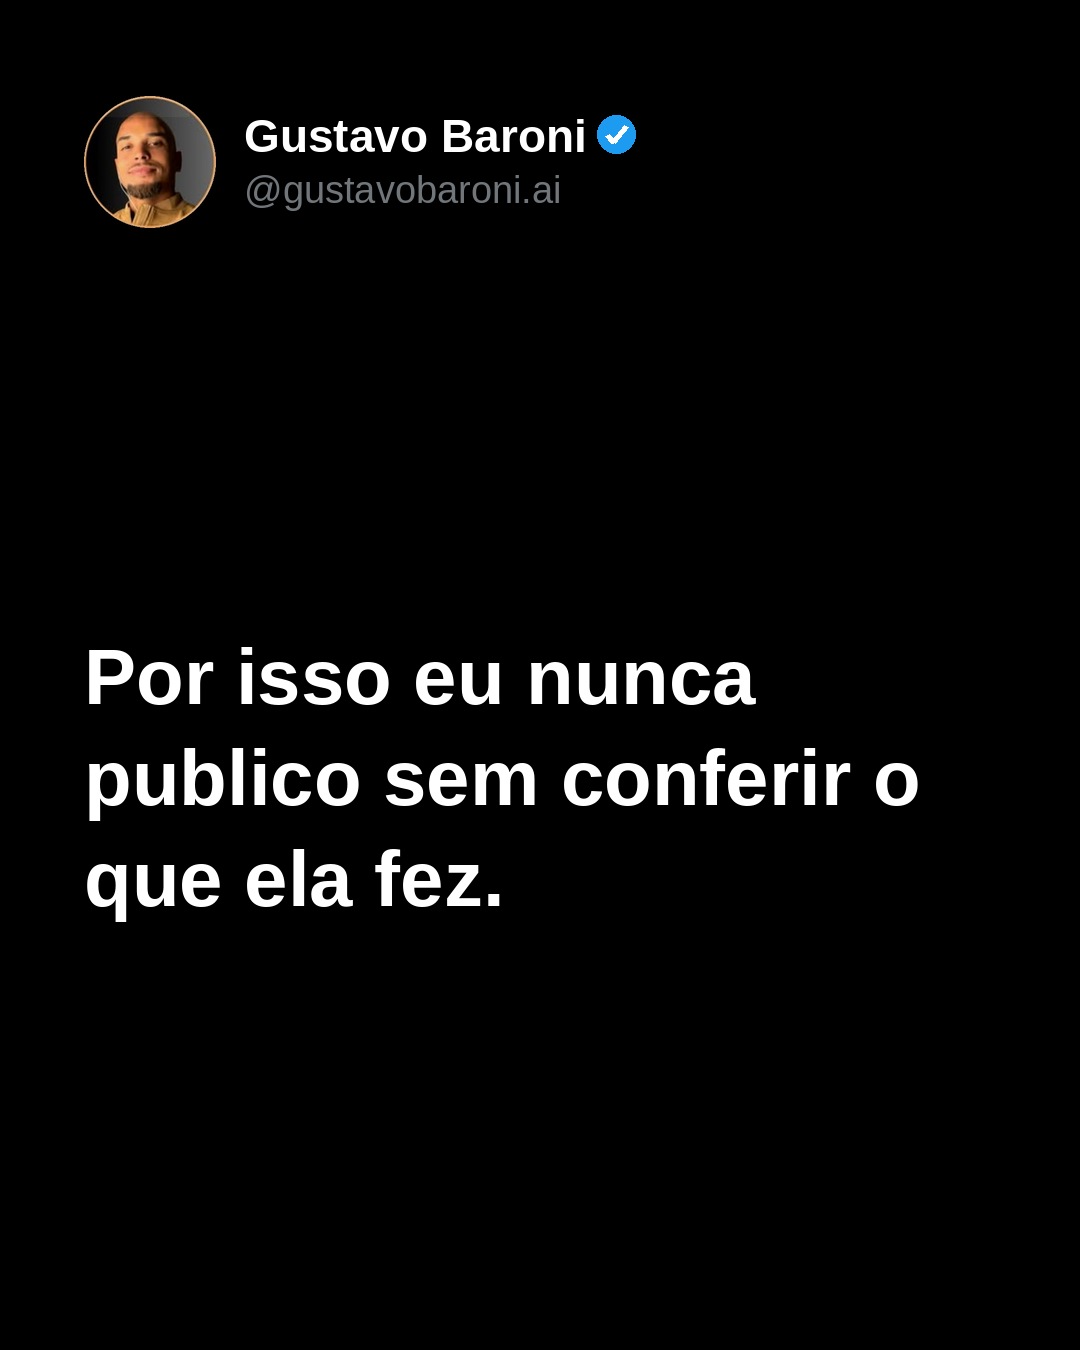 Gustavo Baroni
@gustavobaroni.ai
Por isso eu nunca
publico sem conferir o
que ela fez.